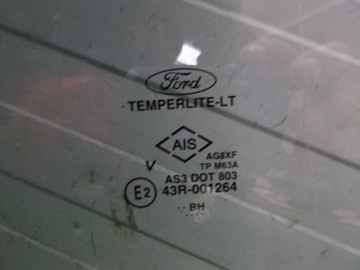 Ford
TEMPERLITE-LT
AIS
AG8XF
V TP M63A
AS3 DOT 803
E2 43R-001264
BH